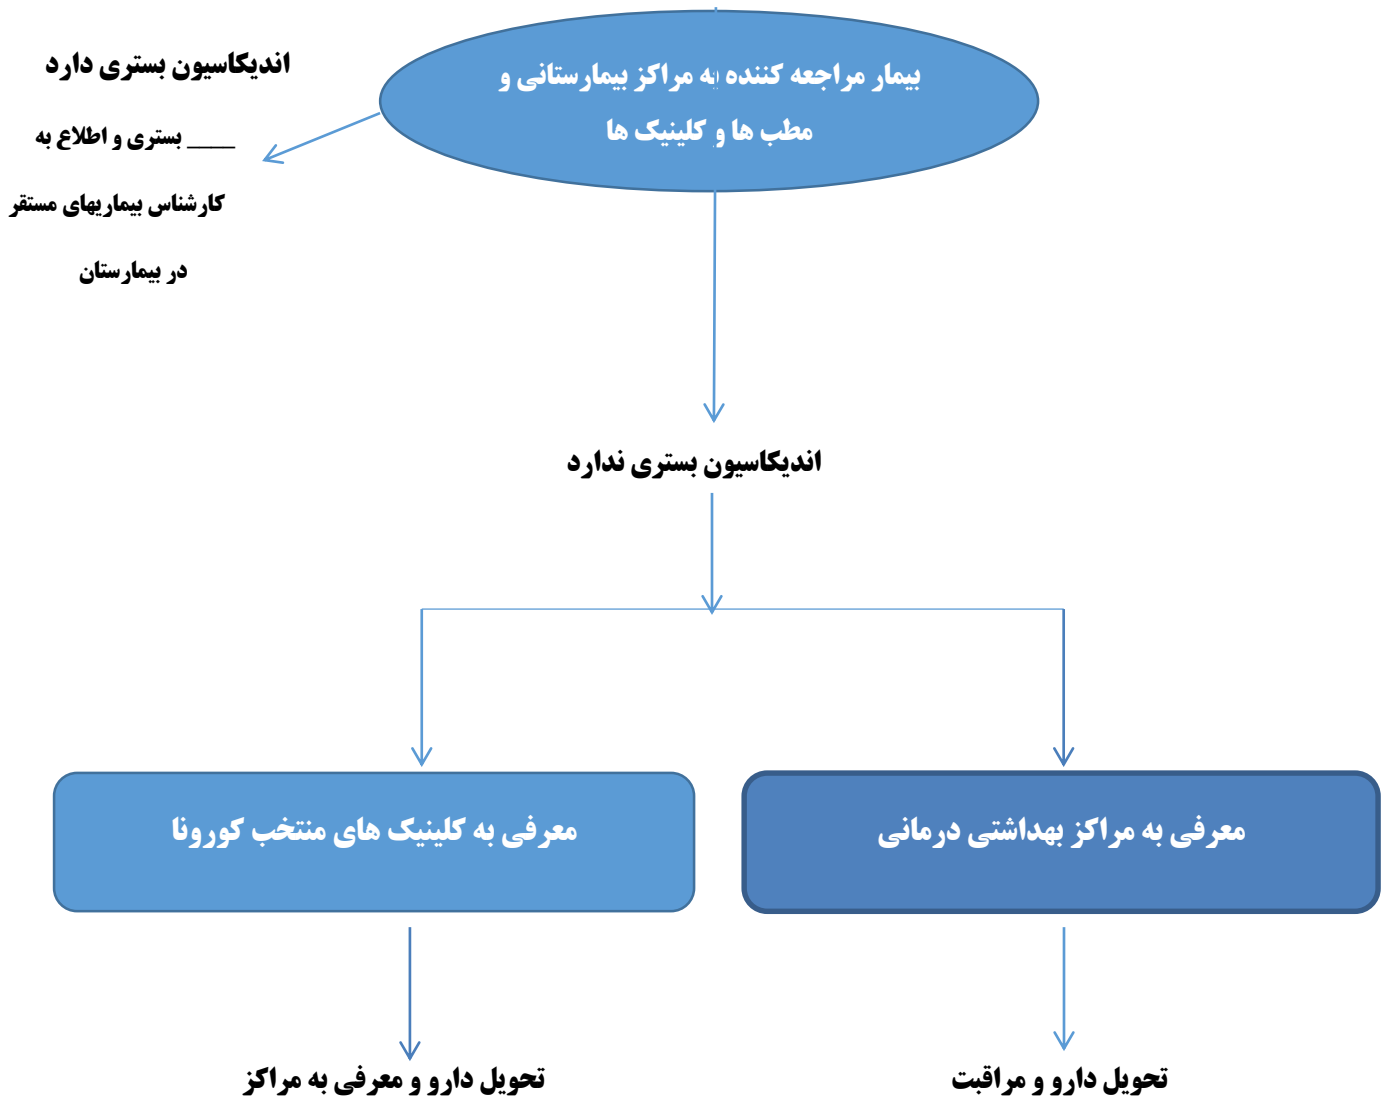 بیمار مراجعه کننده به مراکز بیمارستانی و
مطب ها و کلینیک ها
اندیکاسیون بستری دارد
____ بستری و اطلاع به
کارشناس بیماریهای مستقر
در بیمارستان
اندیکاسیون بستری ندارد
معرفی به مراکز بهداشتی درمانی
معرفی به کلینیک های منتخب کورونا
تحویل دارو و مراقبت
تحویل دارو و معرفی به مراکز